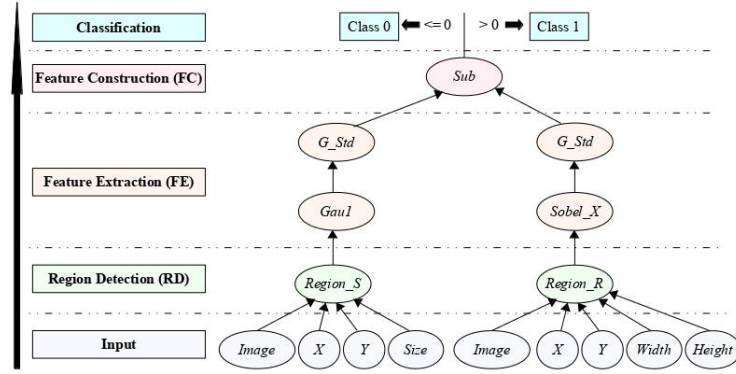 Classification
Class 0
<= 0
> 0
Class 1
Feature Construction (FC)
Sub
G_Std
G_Std
Feature Extraction (FE)
Gau1
Sobel_X
Region Detection (RD)
Region_S
Region_R
Input
Image
X
Y
Size
Image
X
Y
Width
Height